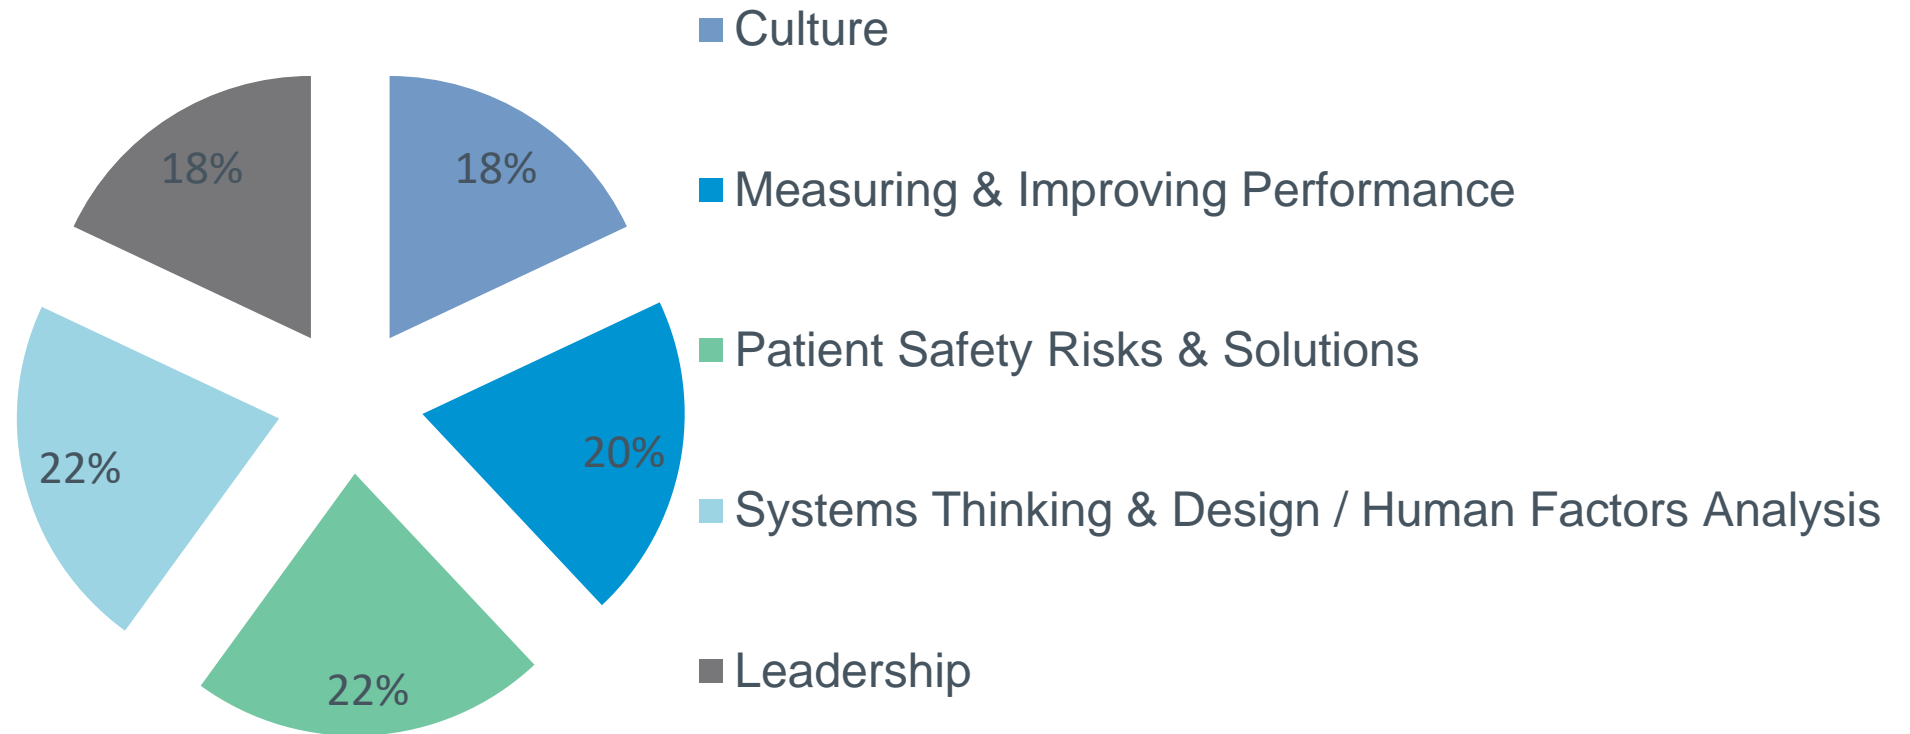 Culture
18%
18%
Measuring & Improving Performance
Patient Safety Risks & Solutions
20%
22%
Systems Thinking & Design / Human Factors Analysis
Leadership
22%